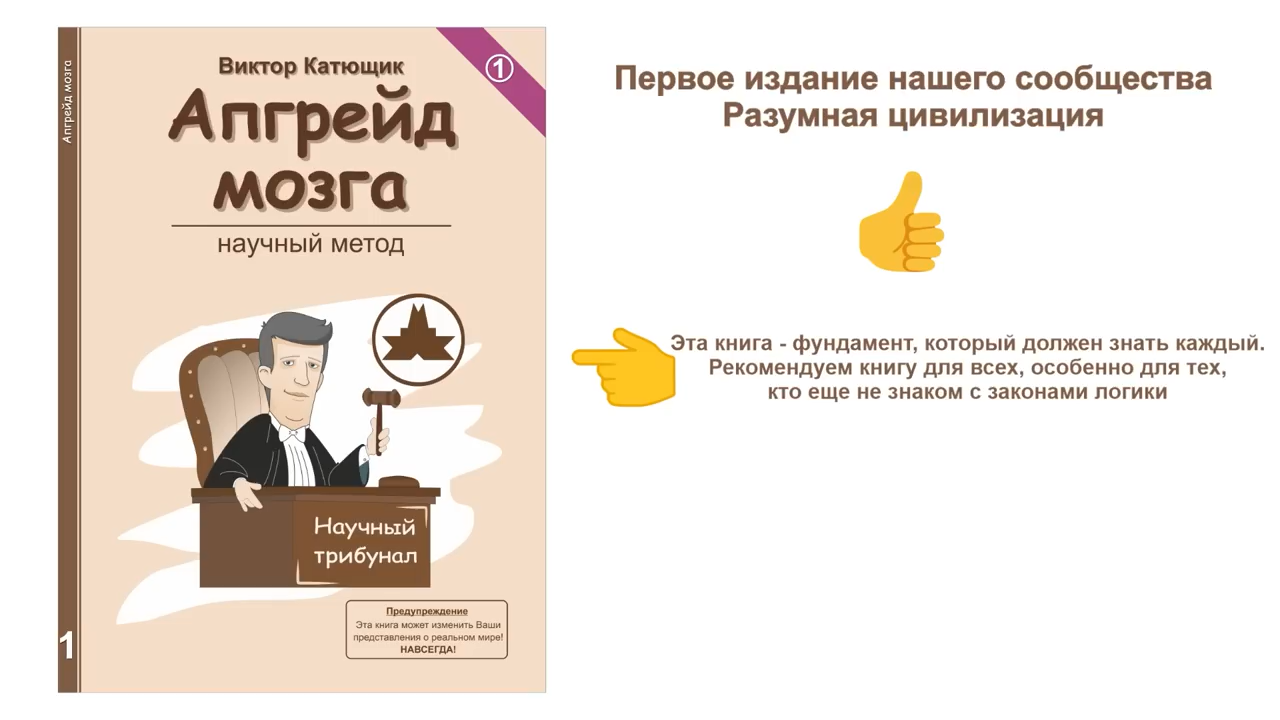 Апгрейд мозга
1
Виктор Катющик
1
Апгрейд
мозга
научный метод
Научный
трибунал
Предупреждение
Эта книга может изменить Ваши
представления о реальном мире!
НАВСЕГДА!
Первое издание нашего сообщества
Разумная цивилизация
Эта книга - фундамент, который должен знать каждый.
Рекомендуем книгу для всех, особенно для тех,
кто еще не знаком с законами логики